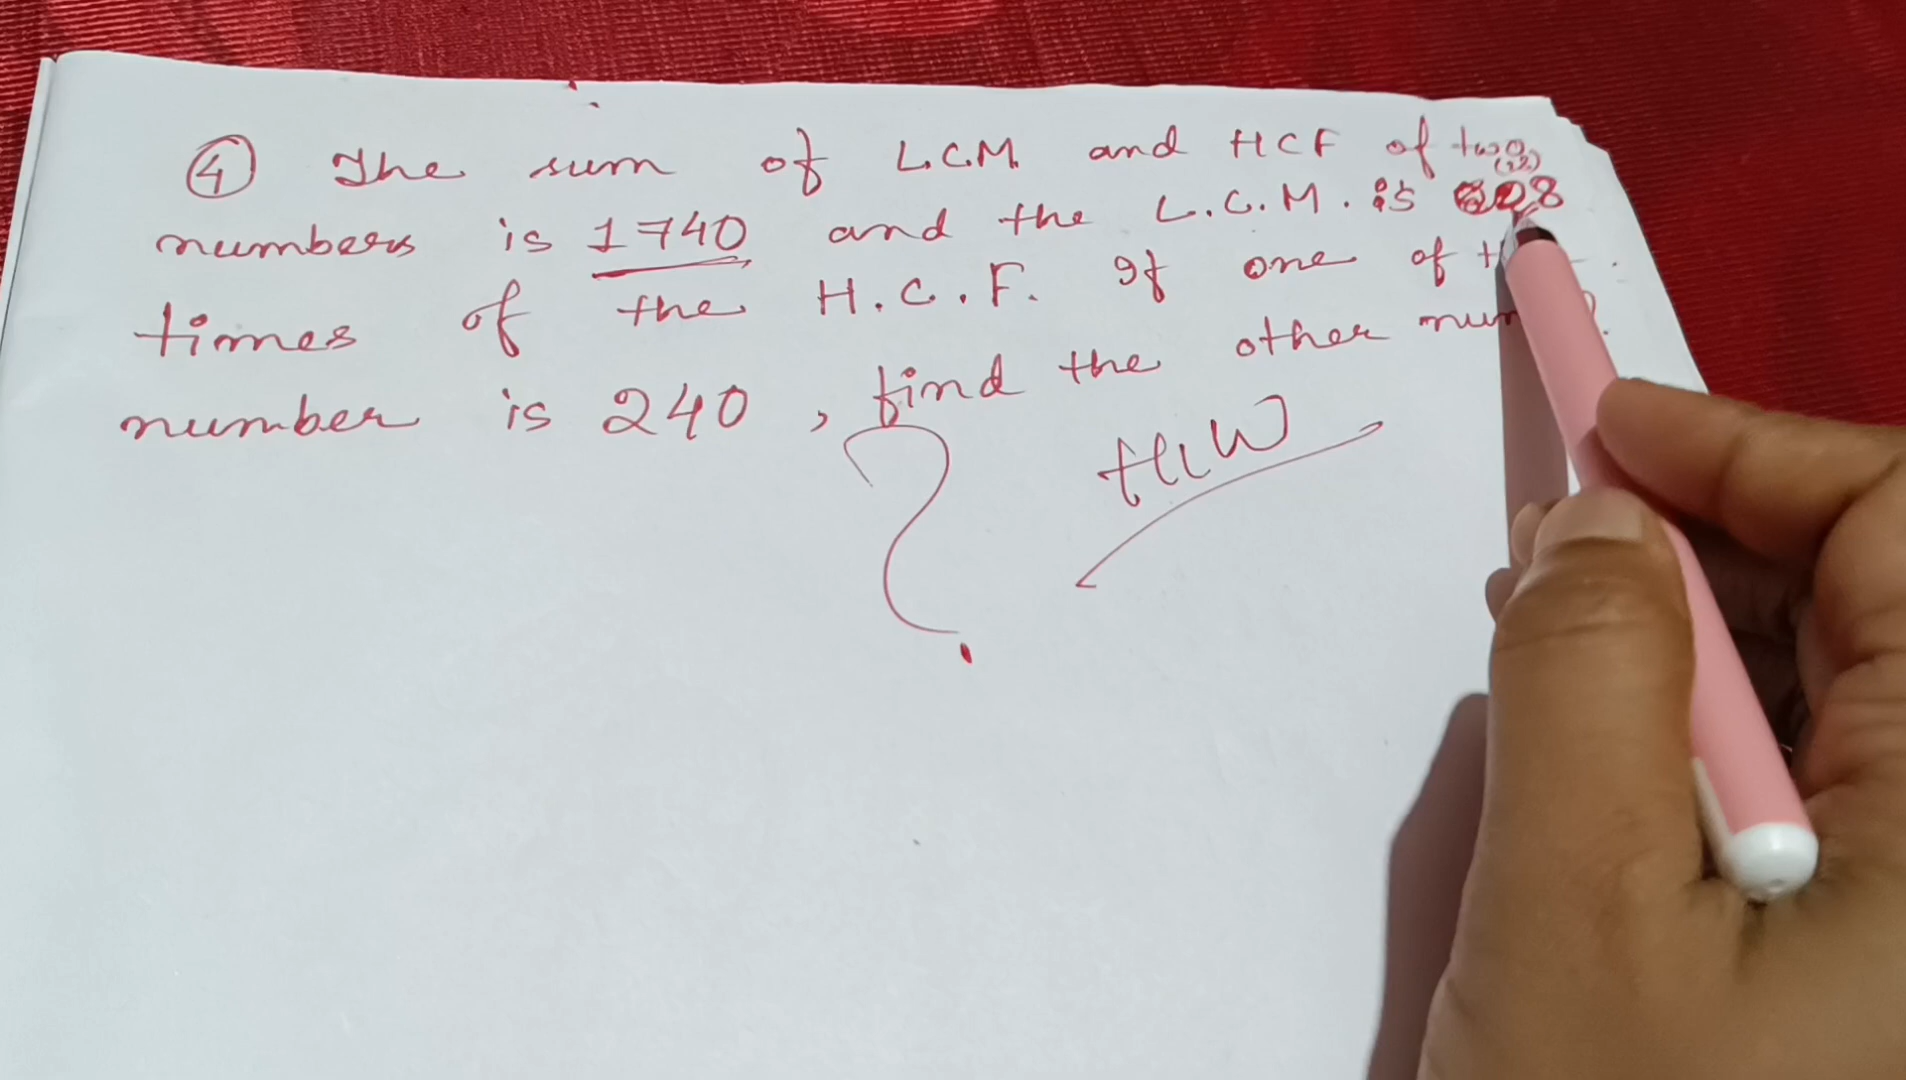 ④ The sum of L.C.M. and HCF of two
numbers is 1740 and the L.C.M. is 28
times of the H.C.F. If one of
number is 240, find the other
?
H.W